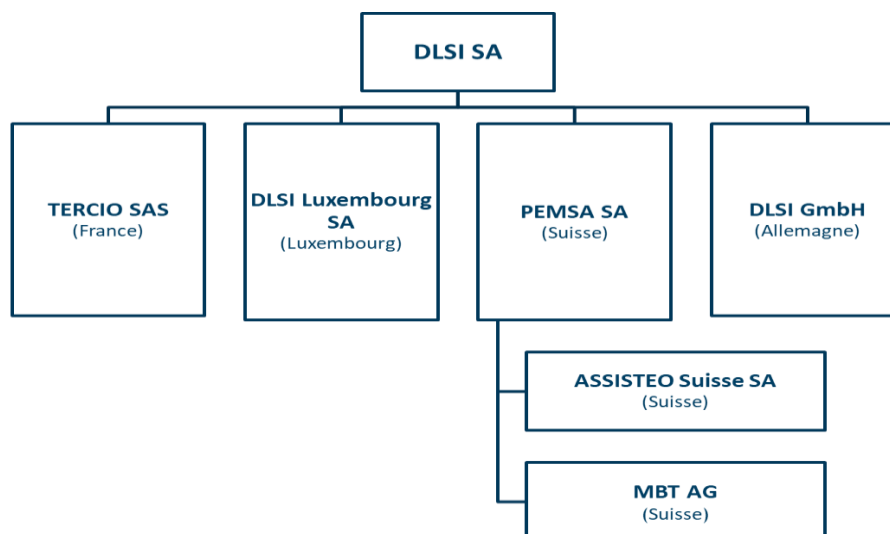 DLSI SA
TERCIO SAS
(France)
DLSI Luxembourg
SA
(Luxembourg)
PEMSA SA
(Suisse)
DLSI GmbH
(Allemagne)
ASSISTEO Suisse SA
(Suisse)
MBT AG
(Suisse)